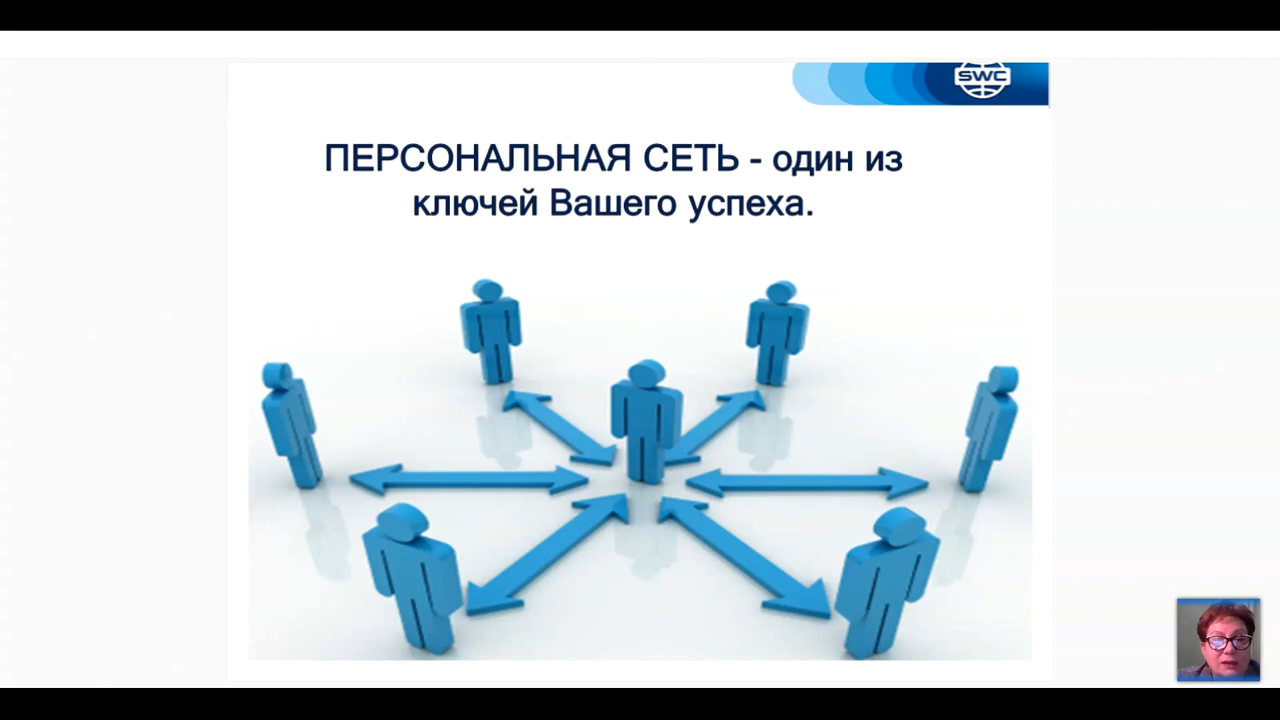 SWC
ПЕРСОНАЛЬНАЯ СЕТЬ - один из
ключей Вашего успеха.